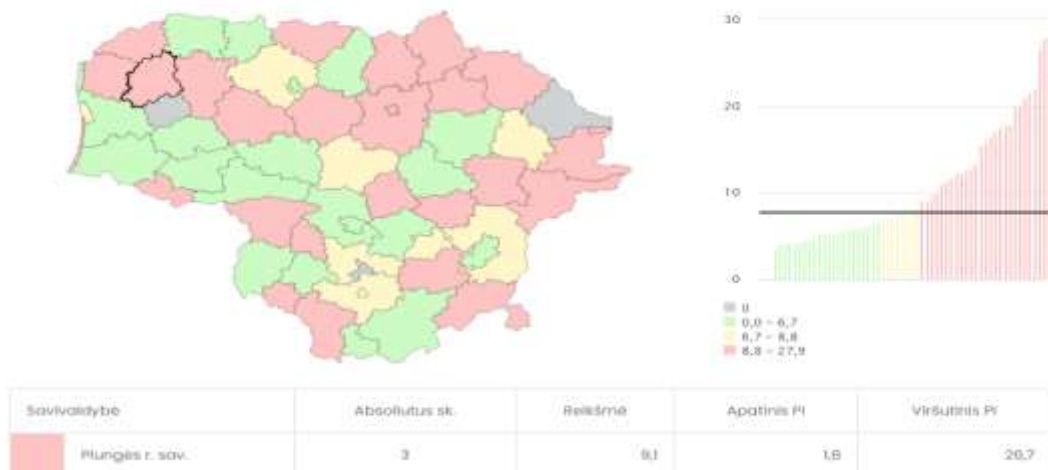 30
20
10
0
0
0,0 - 6,7
6,7 - 8,8
8,8 - 27,9
Savivaldybė Absoliutus sk. Reikšmė Apatinis PI Viršutinis PI
Plungės r. sav. 3 9,1 1,8 26,7